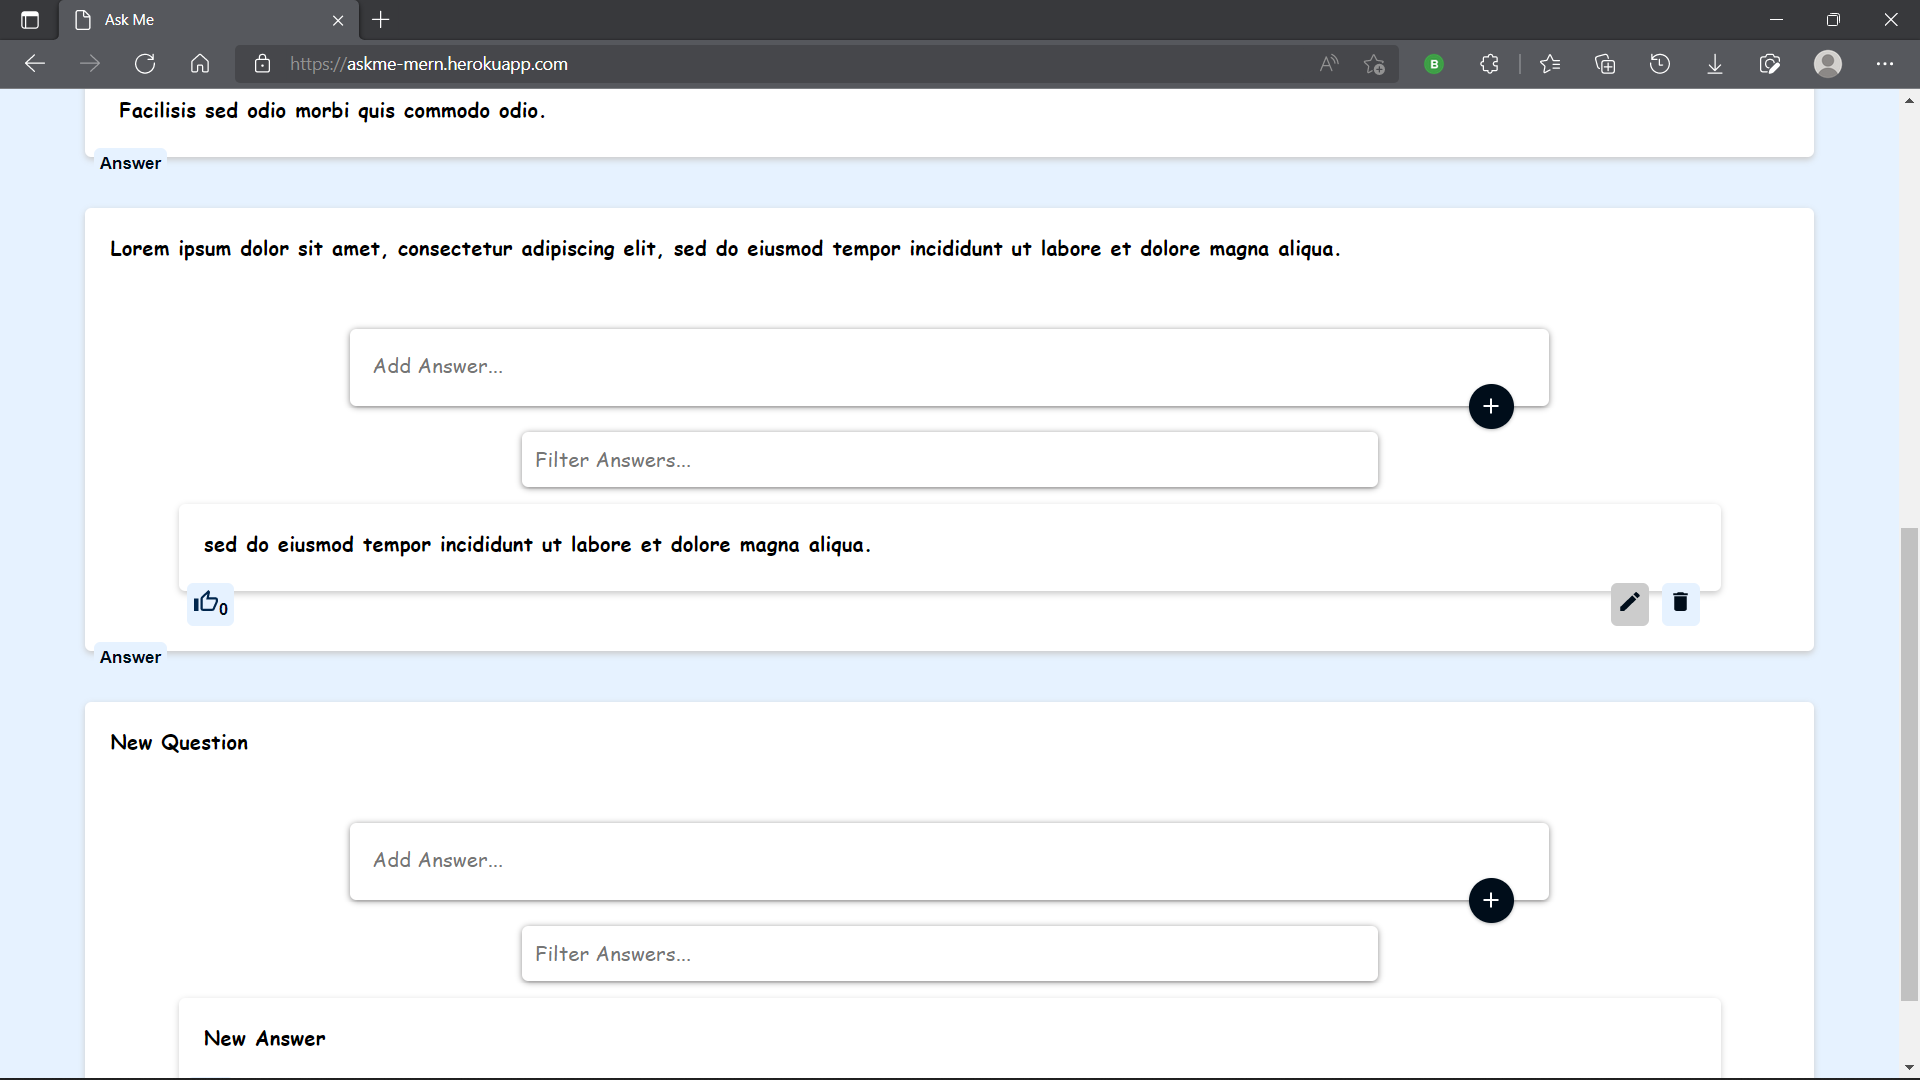 Ask Me
https://askme-mern.herokuapp.com
B
Facilisis sed odio morbi quis commodo odio.
Answer
Lorem ipsum dolor sit amet, consectetur adipiscing elit, sed do eiusmod tempor incididunt ut labore et dolore magna aliqua.
Add Answer...
+
Filter Answers...
sed do eiusmod tempor incididunt ut labore et dolore magna aliqua.
0
Answer
New Question
Add Answer...
+
Filter Answers...
New Answer